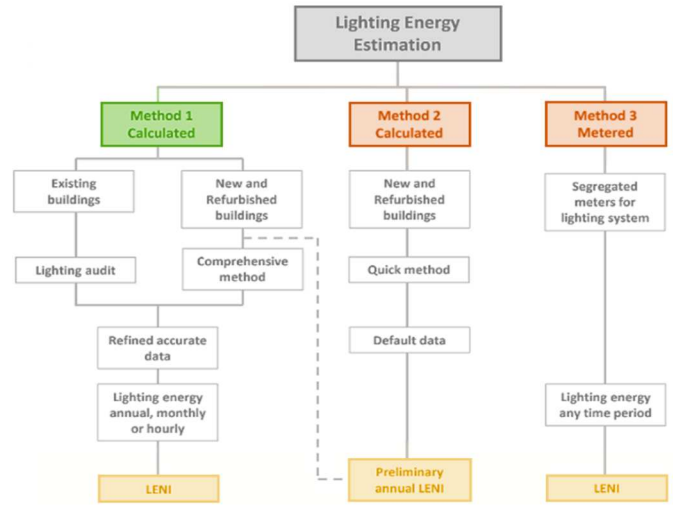 Lighting Energy
Estimation
Method 1
Calculated
Method 2
Calculated
Method 3
Metered
Existing
buildings
New and
Refurbished
buildings
New and
Refurbished
buildings
Segregated
meters for
lighting system
Lighting audit
Comprehensive
method
Quick method
Refined accurate
data
Default data
Lighting energy
annual, monthly
or hourly
Lighting energy
any time period
LENI
Preliminary
annual LENI
LENI